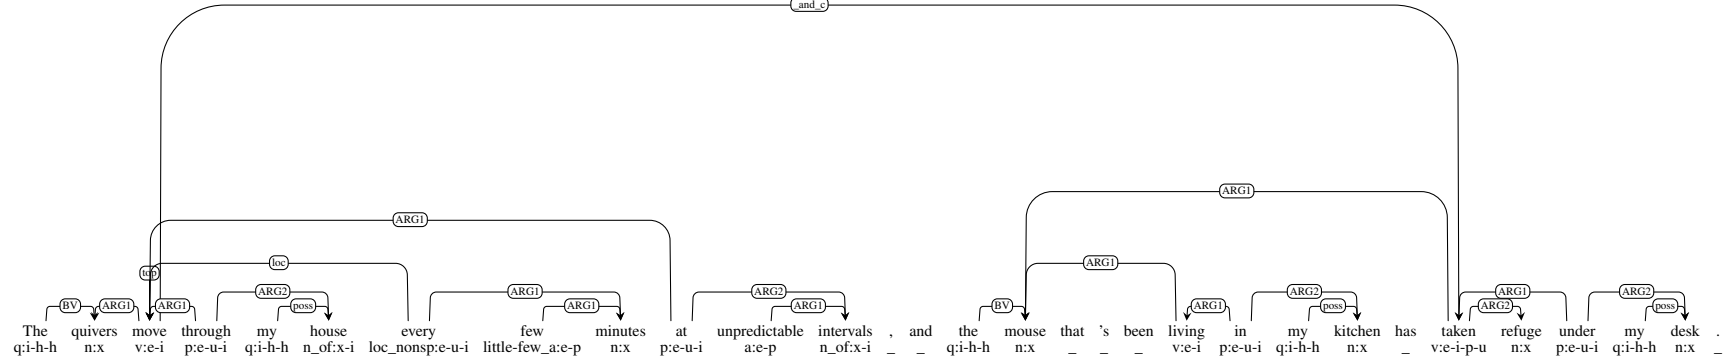 _and_c
ARG1
ARG1
loc
ARG1
top
ARG2 ARG1 ARG2 ARG2 ARG1 ARG2
BV ARG1 ARG1 poss ARG1 ARG1 BV ARG1 poss ARG2 poss
The quivers move through my house every few minutes at unpredictable intervals , and the mouse that 's been living in my kitchen has taken refuge under my desk .
q:i-h-h n:x v:e-i p:e-u-i q:i-h-h n_of:x-i loc_nonsp:e-u-i little-few_a:e-p n:x p:e-u-i a:e-p n_of:x-i _ _ q:i-h-h n:x _ _ _ v:e-i p:e-u-i q:i-h-h n:x _ v:e-i-p-u n:x p:e-u-i q:i-h-h n:x _